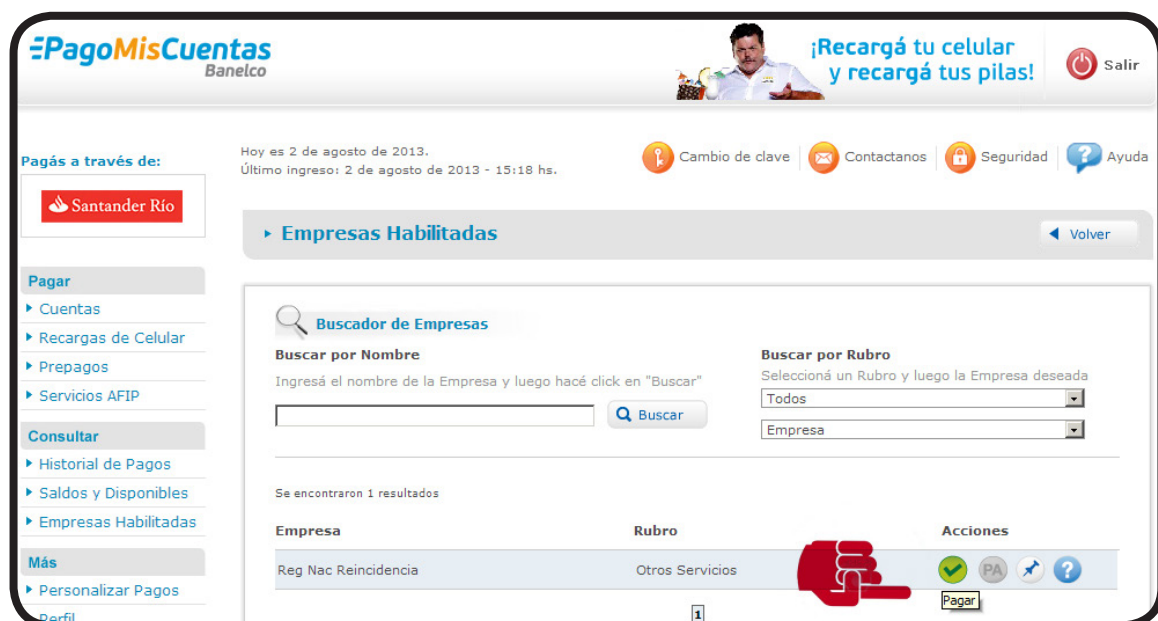 PagoMisCuentas
Banelco
¡Recargá tu celular
y recargá tus pilas!
Salir
Pagás a través de:
Santander Río
Hoy es 2 de agosto de 2013.
Último ingreso: 2 de agosto de 2013 - 15:18 hs.
Cambio de clave
Contactanos
Seguridad
Ayuda
Empresas Habilitadas
Volver
Pagar
Cuentas
Recargas de Celular
Prepagos
Servicios AFIP
Consultar
Historial de Pagos
Saldos y Disponibles
Empresas Habilitadas
Más
Personalizar Pagos
Perfil
Buscador de Empresas
Buscar por Nombre
Ingresá el nombre de la Empresa y luego hacé click en "Buscar"
Buscar
Buscar por Rubro
Seleccioná un Rubro y luego la Empresa deseada
Todos
Empresa
Se encontraron 1 resultados
Empresa Rubro Acciones
Reg Nac Reincidencia Otros Servicios PA ?
Pagar
1